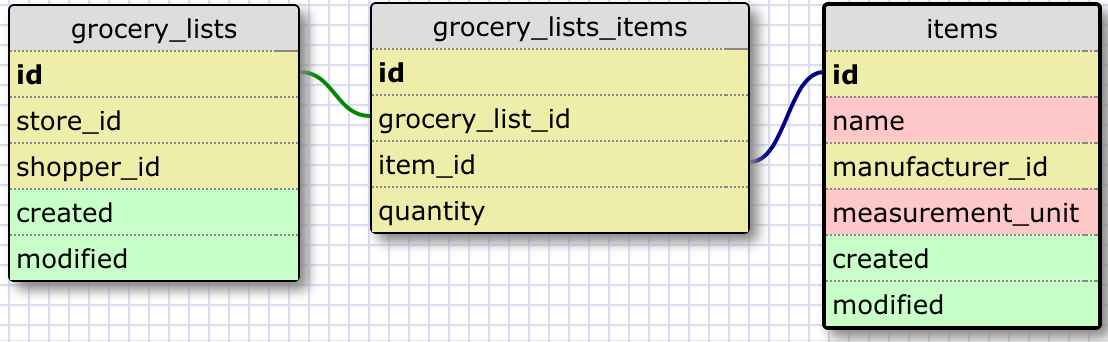 grocery_lists
id
store_id
shopper_id
created
modified
grocery_lists_items
id
grocery_list_id
item_id
quantity
items
id
name
manufacturer_id
measurement_unit
created
modified